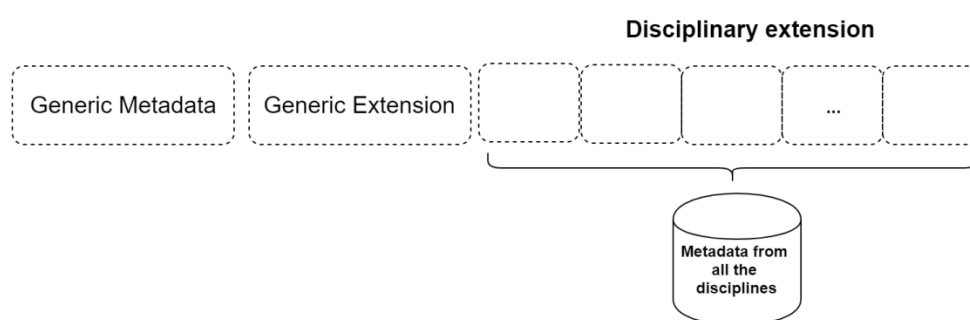 Disciplinary extension
Generic Metadata
Generic Extension
...
Metadata from
all the
disciplines